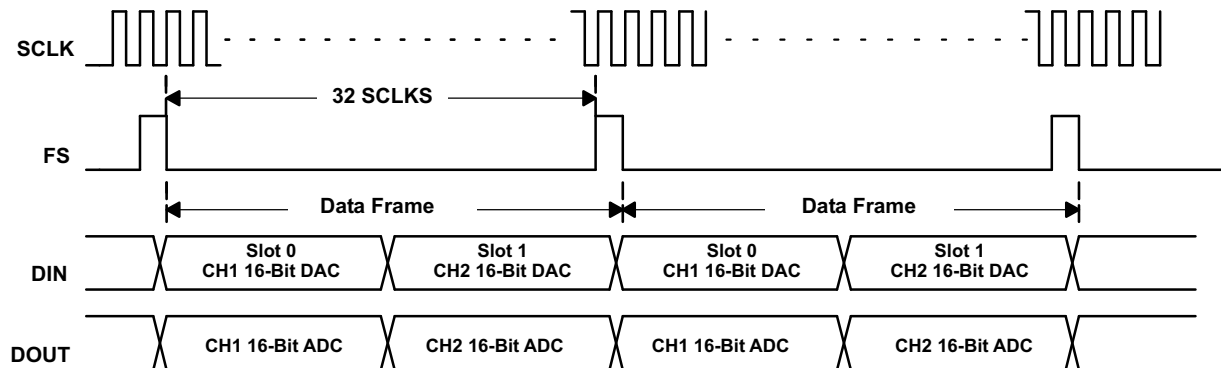 SCLK
32 SCLKS
FS
Data Frame
Data Frame
DIN
Slot 0
CH1 16-Bit DAC
Slot 1
CH2 16-Bit DAC
Slot 0
CH1 16-Bit DAC
Slot 1
CH2 16-Bit DAC
DOUT
CH1 16-Bit ADC
CH2 16-Bit ADC
CH1 16-Bit ADC
CH2 16-Bit ADC